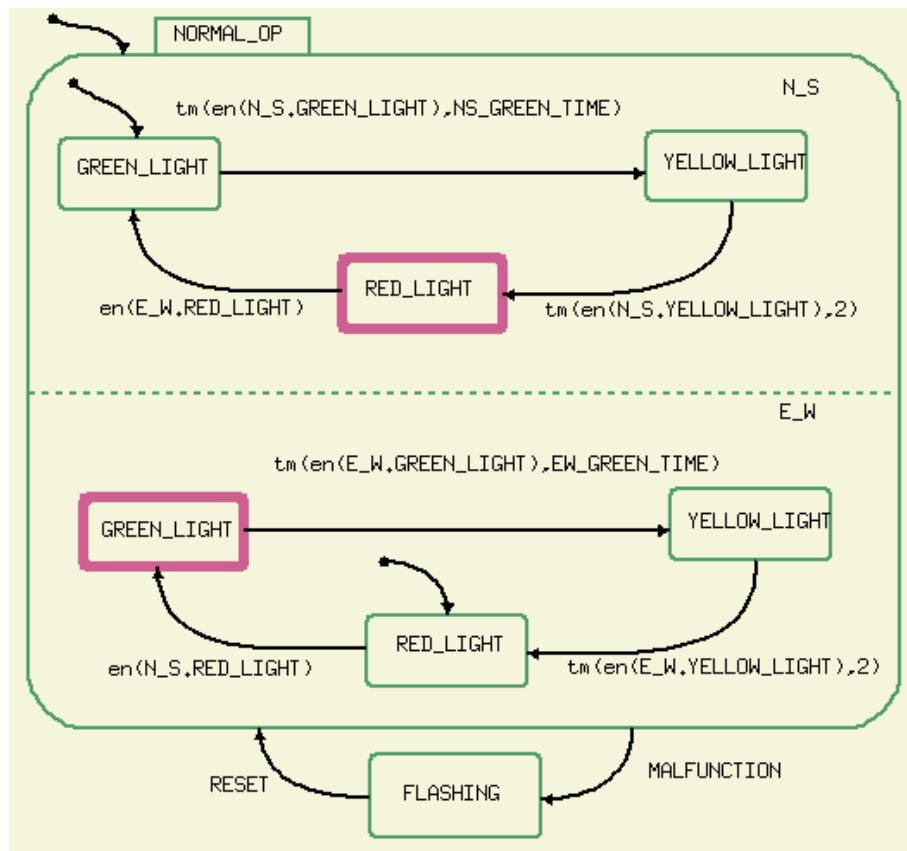 NORMAL_OP
N_S
tm(en(N_S.GREEN_LIGHT),NS_GREEN_TIME)
GREEN_LIGHT
YELLOW_LIGHT
RED_LIGHT
en(E_W.RED_LIGHT)
tm(en(N_S.YELLOW_LIGHT),2)
E_W
tm(en(E_W.GREEN_LIGHT),EW_GREEN_TIME)
GREEN_LIGHT
YELLOW_LIGHT
RED_LIGHT
en(N_S.RED_LIGHT)
tm(en(E_W.YELLOW_LIGHT),2)
RESET
FLASHING
MALFUNCTION